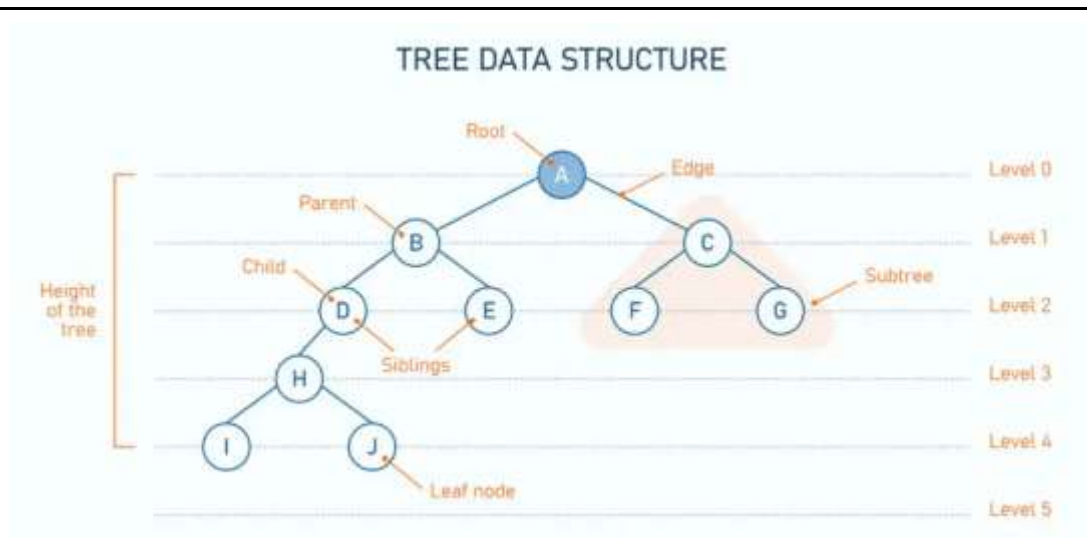 TREE DATA STRUCTURE
Root
A
Edge
Level 0
Parent
B
C
Level 1
Child
D
E
F
G
Subtree
Level 2
Height
of the
tree
Siblings
H
Level 3
I
J
Level 4
Leaf node
Level 5